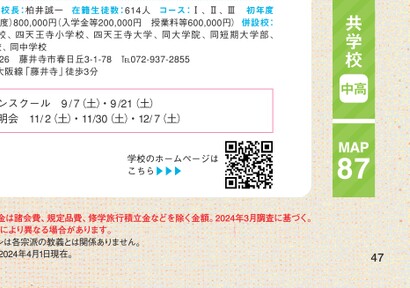 校長：柏井誠一 在籍生徒数：614人 コース：Ⅰ、Ⅱ、Ⅲ 初年度
度）800,000円（入学金等200,000円 授業料等600,000円） 併設校：
校、四天王寺小学校、四天王寺大学、同大学院、同短期大学部、
校、同中学校
26 藤井寺市春日丘3-1-78 ℡072-937-2855
大阪線「藤井寺」徒歩3分
ンスクール 9/7（土）・9/21（土）
明会 11/2（土）・11/30（土）・12/7（土）
学校のホームページは
こちら▶▶▶
共学校
中高
MAP
87
金は諸会費、規定品費、修学旅行積立金などを除く金額。2024年3月調査に基づく。
により異なる場合があります。
ンは各宗派の教義とは関係ありません。
2024年4月1日現在。
47